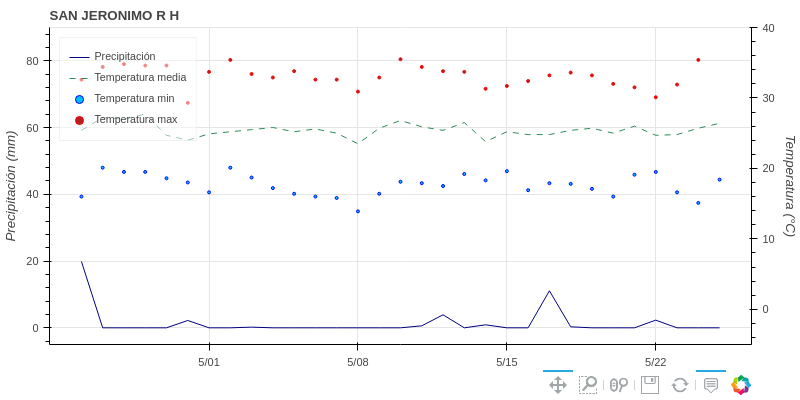 SAN JERONIMO R H
Precipitación
Temperatura media
Temperatura min
Temperatura max
Precipitación (mm)
80
60
40
20
0
40
30
20
10
0
Temperatura (°C)
5/01
5/08
5/15
5/22